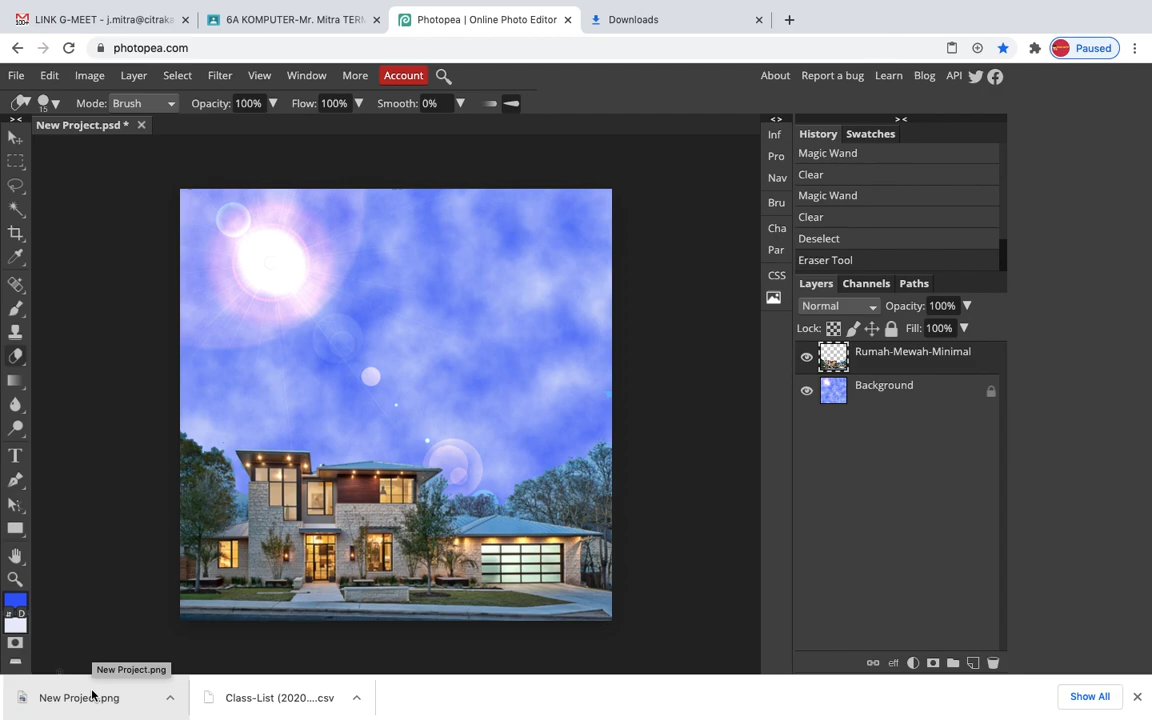 LINK G-MEET - j.mitra@citraka
6A KOMPUTER-Mr. Mitra TERM
Photopea | Online Photo Editor
Downloads
photopea.com
Paused
File Edit Image Layer Select Filter View Window More Account
About Report a bug Learn Blog API
15 Mode: Brush Opacity: 100% Flow: 100% Smooth: 0%
New Project.psd *
Inf
Pro
Nav
Bru
Cha
Par
CSS
History Swatches
Magic Wand
Clear
Magic Wand
Clear
Deselect
Eraser Tool
Layers Channels Paths
Normal Opacity: 100%
Lock: Fill: 100%
Rumah-Mewah-Minimal
Background
D
eff
New Project.png
New Project.png
Class-List (2020....csv
Show All